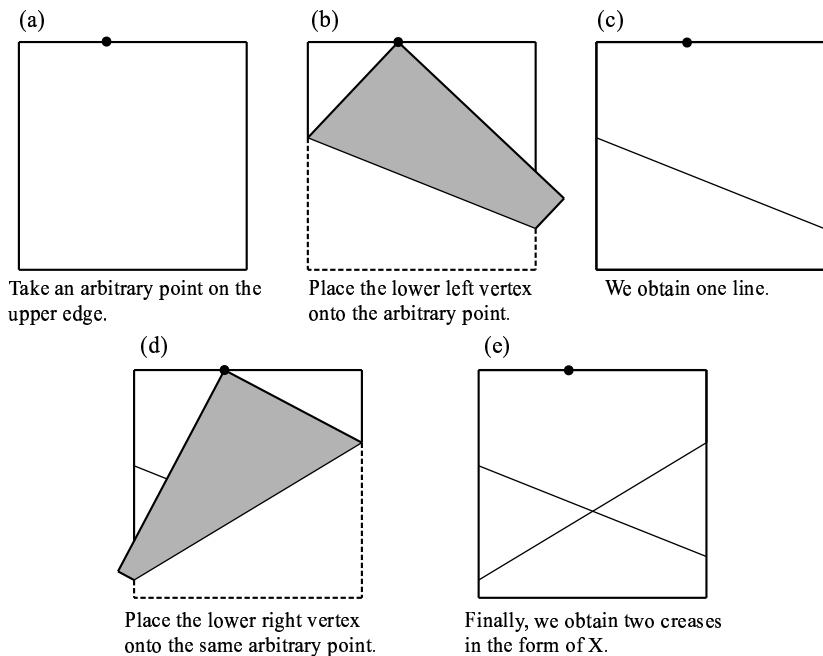 (a)
(b)
(c)
Take an arbitrary point on the
upper edge.
Place the lower left vertex
onto the arbitrary point.
We obtain one line.
(d)
(e)
Place the lower right vertex
onto the same arbitrary point.
Finally, we obtain two creases
in the form of X.